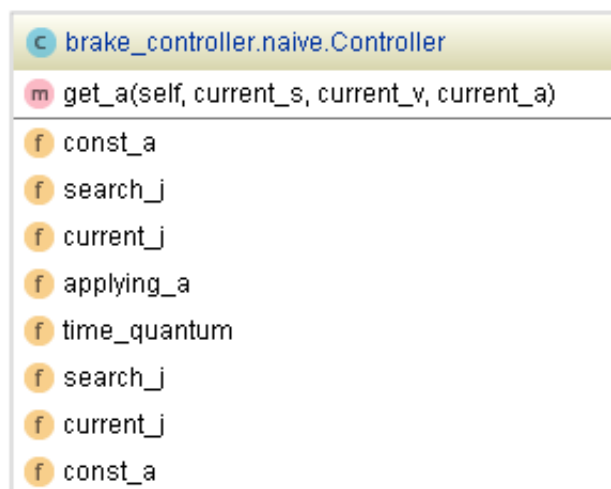 c brake_controller.naive.Controller
m get_a(self, current_s, current_v, current_a)
f const_a
f search_j
f current_j
f applying_a
f time_quantum
f search_j
f current_j
f const_a